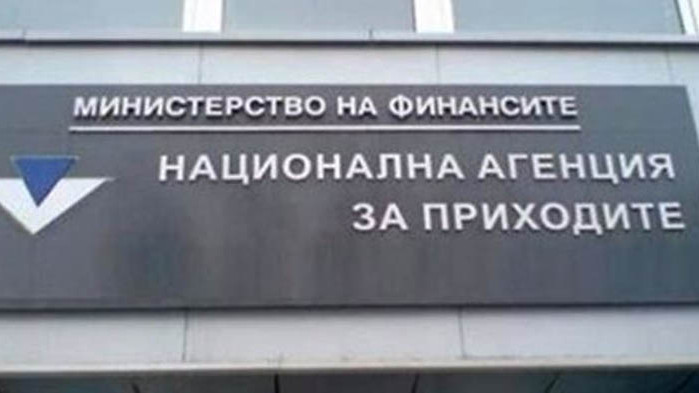 МИНИСТЕРСТВО НА ФИНАНСИТЕ
НАЦИОНАЛНА АГЕНЦИЯ
ЗА ПРИХОДИТЕ